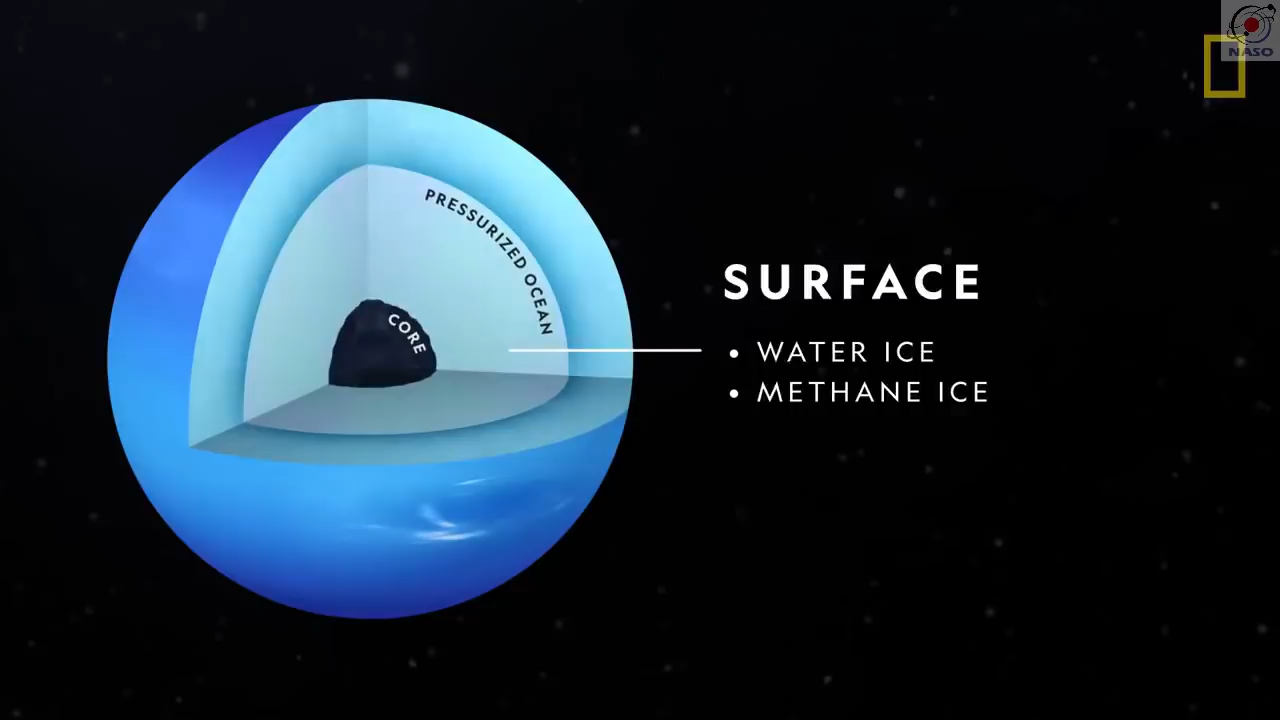 NASO
PRESSURIZED OCEAN
CORE
SURFACE
• WATER ICE
• METHANE ICE